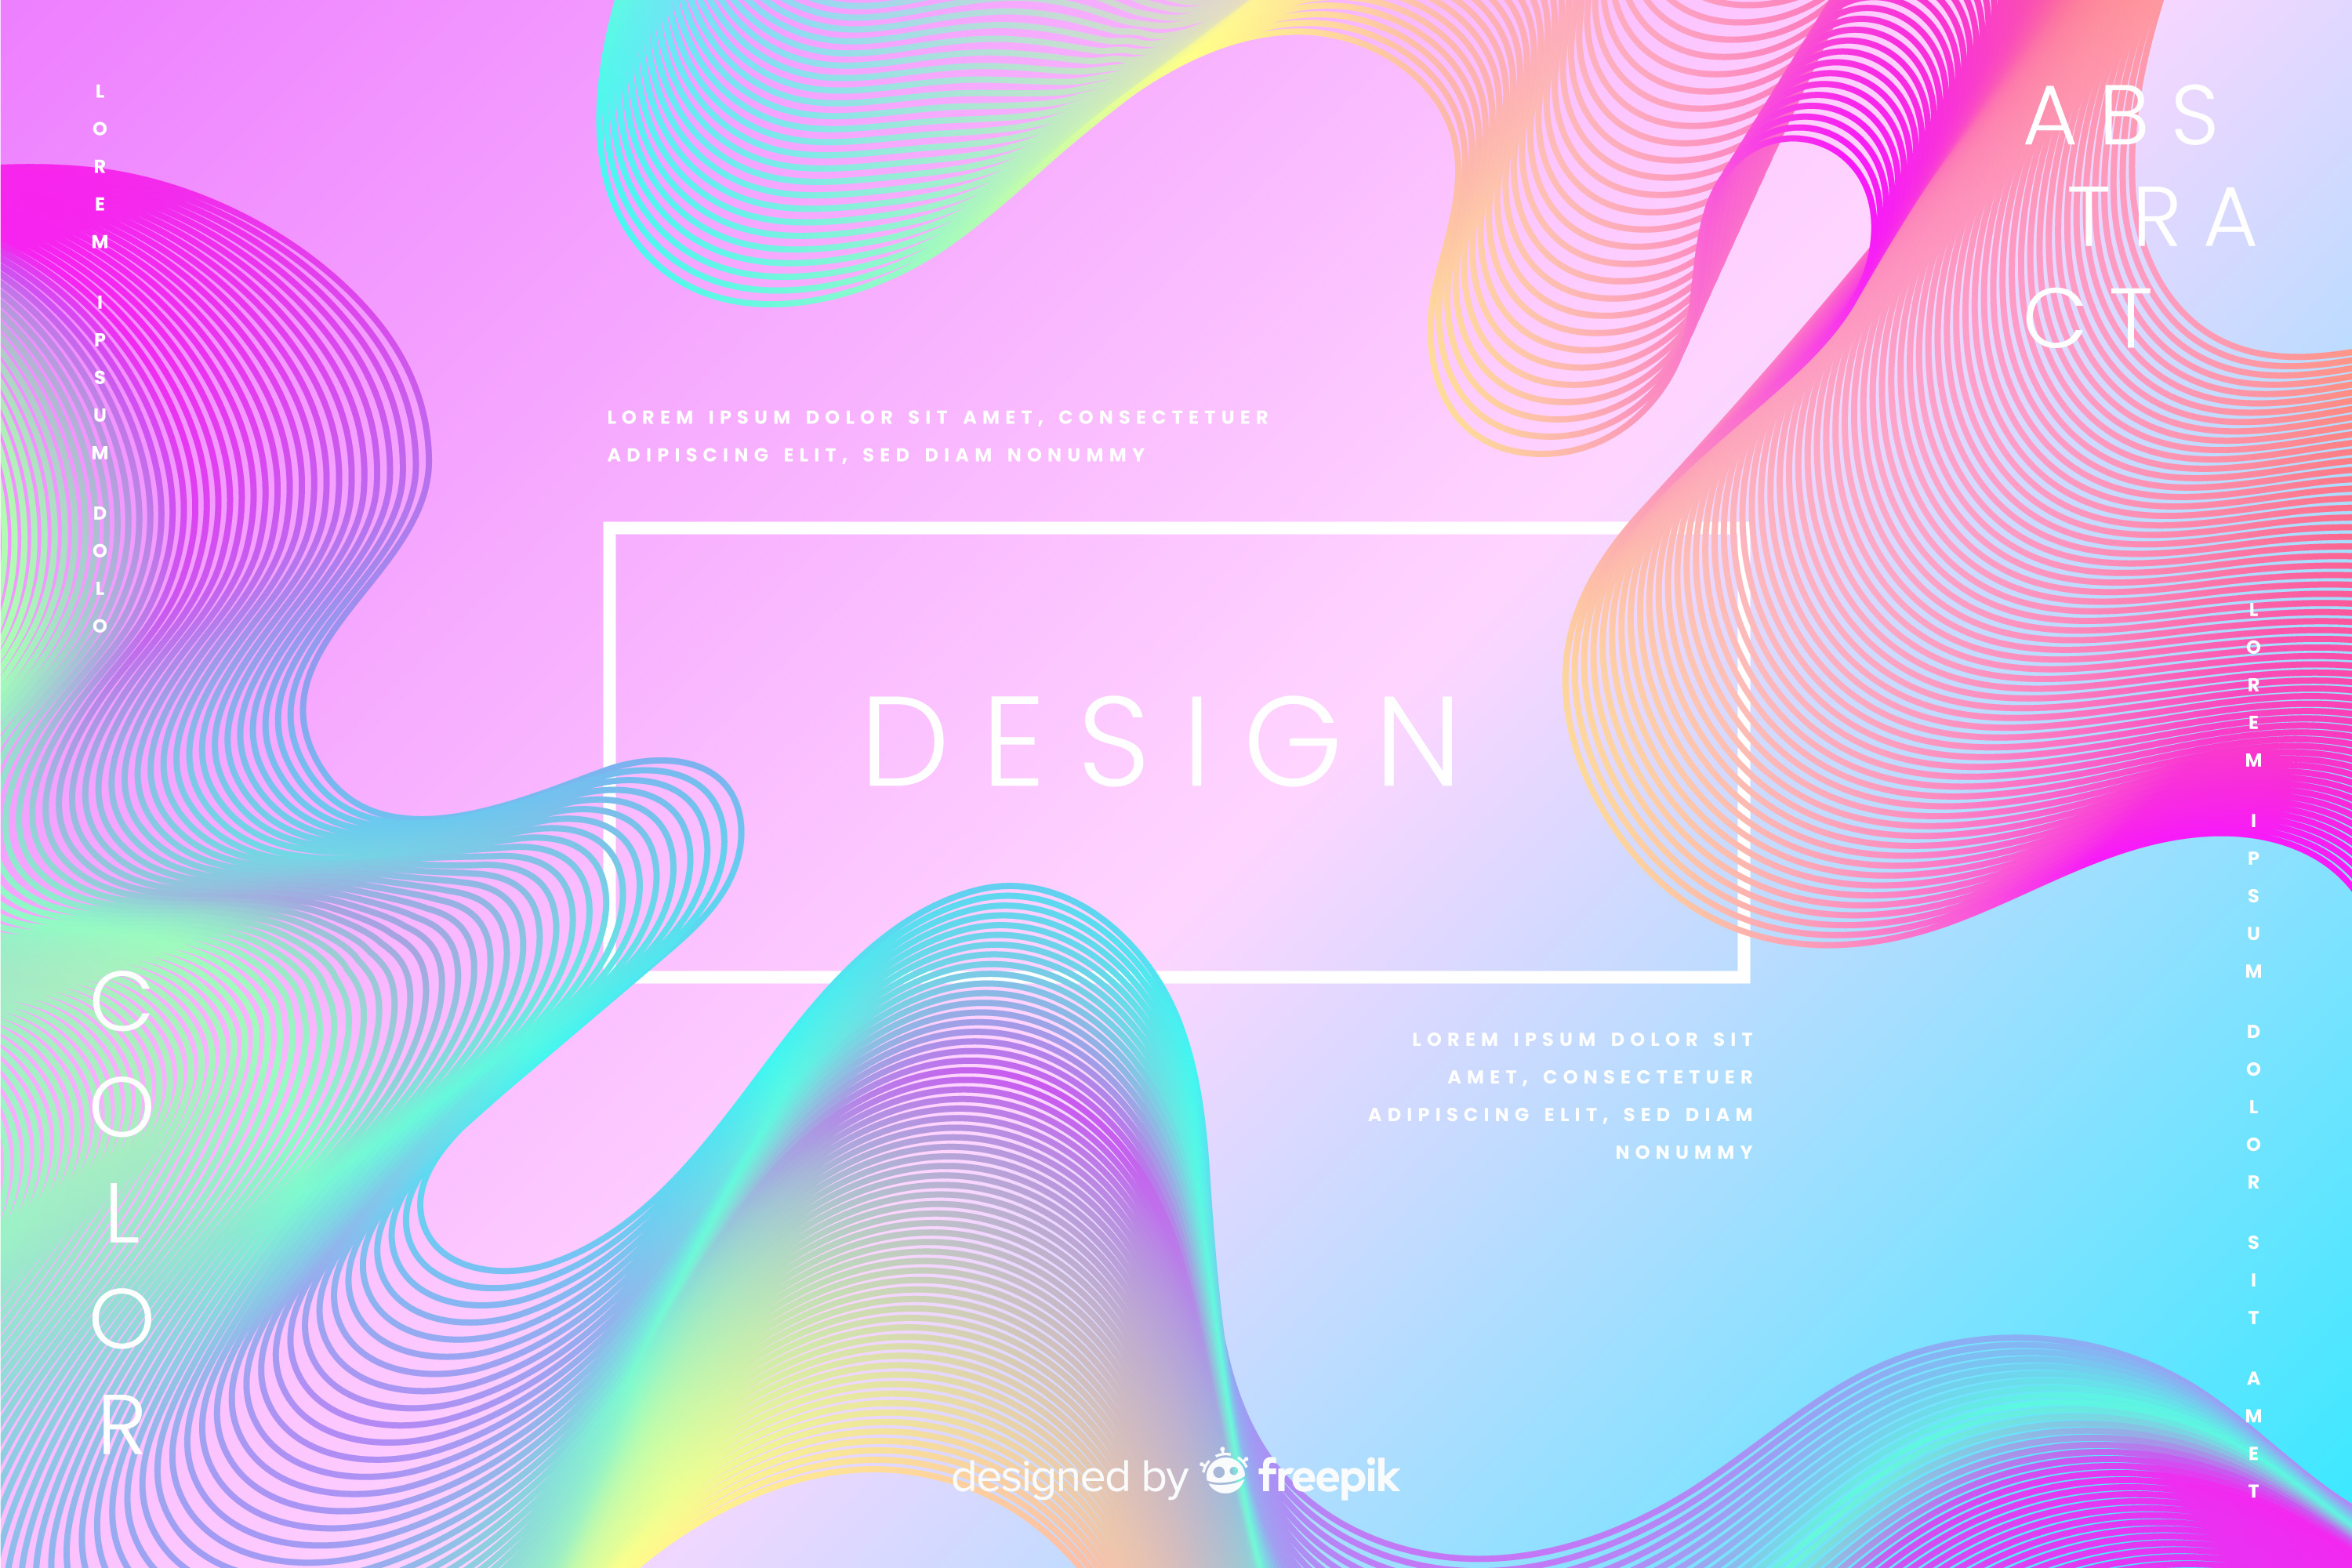 LOREM IPSUM DOLO
ABS
TRA
CT
LOREM IPSUM DOLOR SIT AMET, CONSECTETUER
ADIPISCING ELIT, SED DIAM NONUMMY
DESIGN
LOREM IPSUM DOLOR SIT AMET
COLOR
LOREM IPSUM DOLOR SIT
AMET, CONSECTETUER
ADIPISCING ELIT, SED DIAM
NONUMMY
designed by freepik